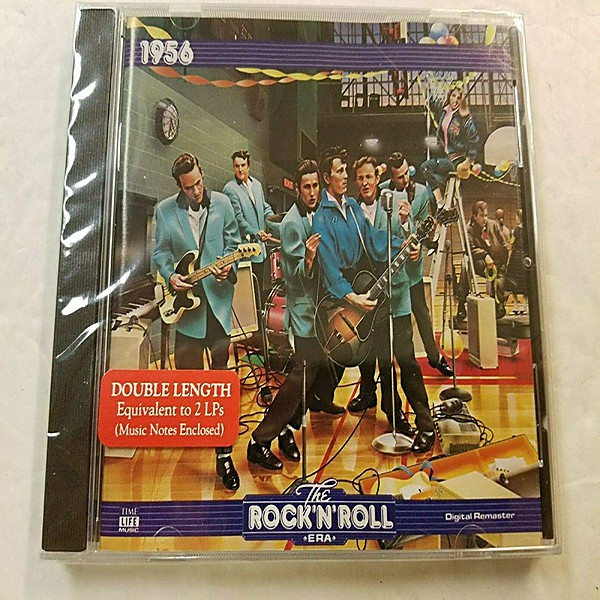 1956
DOUBLE LENGTH
Equivalent to 2 LPs
(Music Notes Enclosed)
The
ROCK'N'ROLL
•ERA•
TIME
LIFE
MUSIC
Digital Remaster